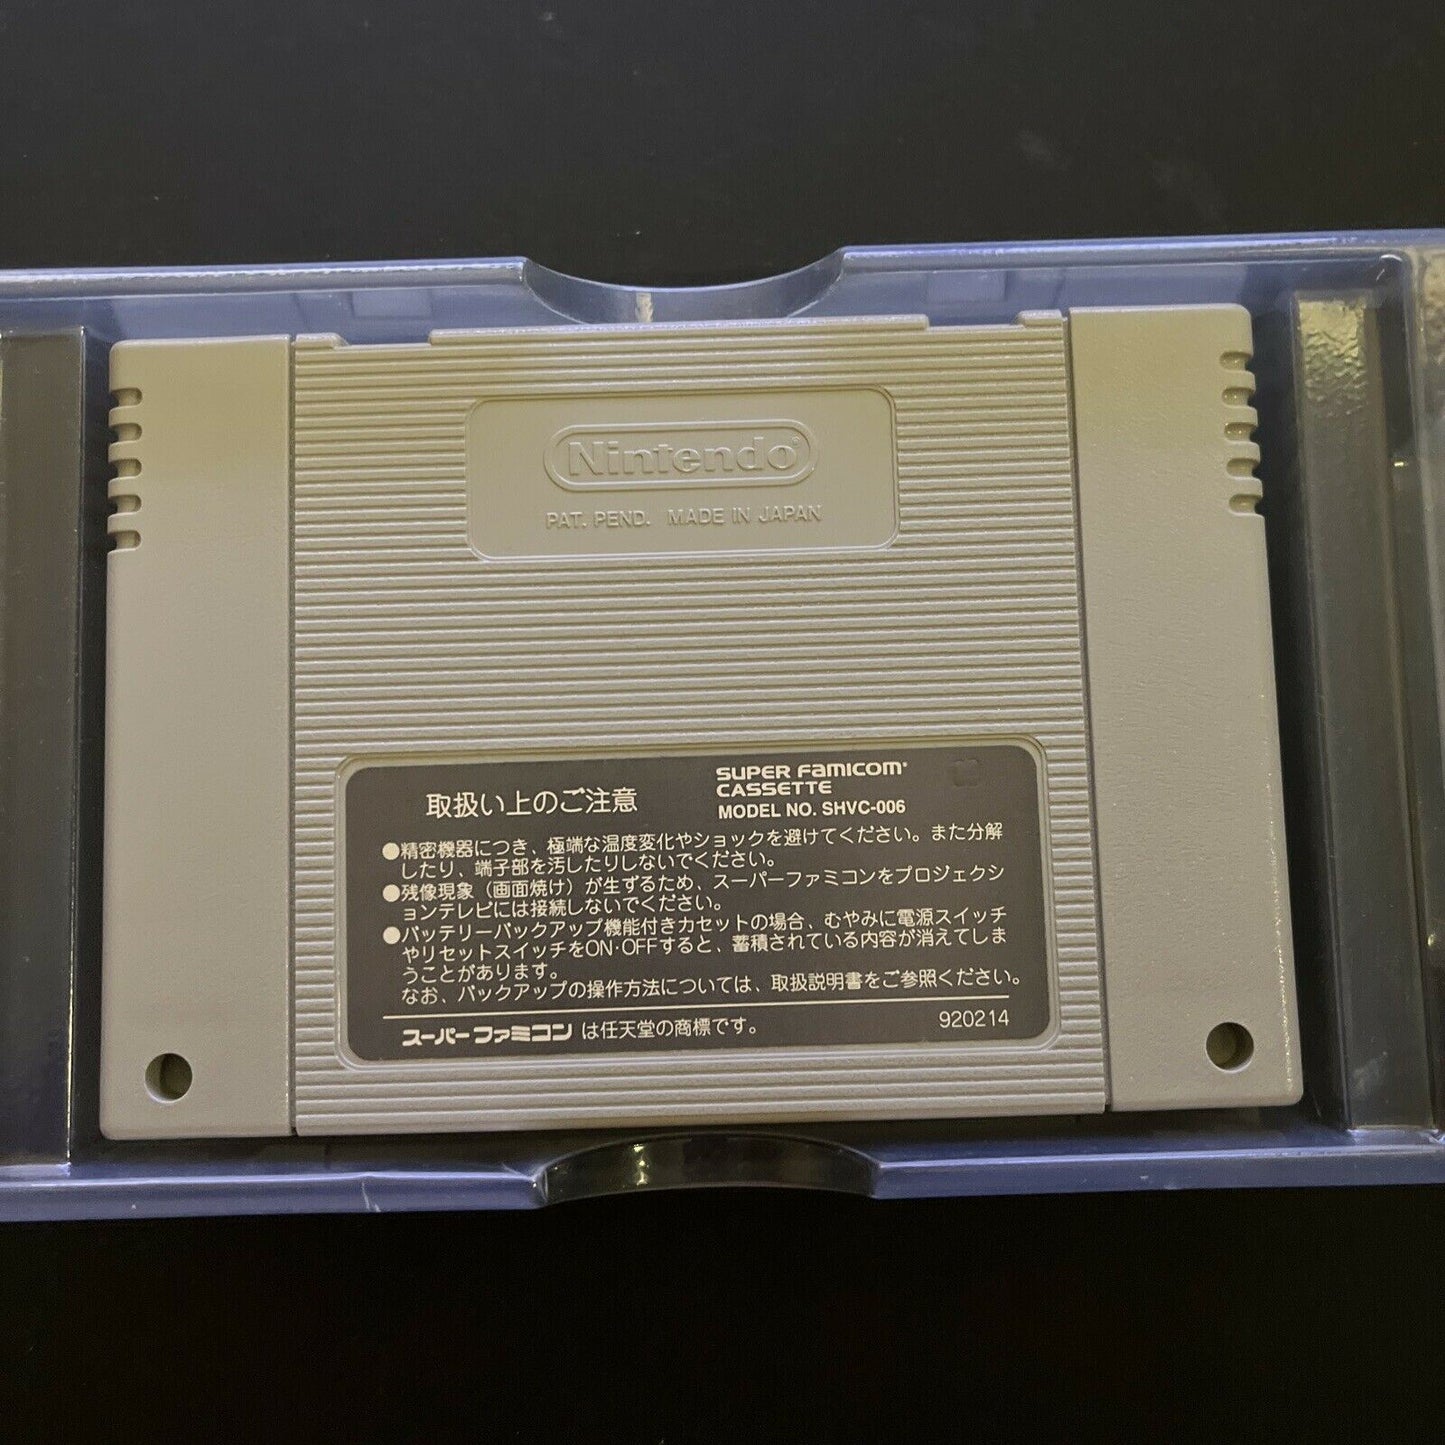 Nintendo®
PAT. PEND. MADE IN JAPAN
取扱い上のご注意
SUPER FAMICOM®
CASSETTE
MODEL NO. SHVC-006
●精密機器につき、極端な温度変化やショックを避けてください。また分解
したり、端子部を汚したりしないでください。
●残像現象（画面焼け）が生ずるため、スーパーファミコンをプロジェクシ
ョンテレビには接続しないでください。
●バッテリーバックアップ機能付きカセットの場合、むやみに電源スイッチ
やリセットスイッチをON・OFFすると、蓄積されている内容が消えてしま
うことがあります。
なお、バックアップの操作方法については、取扱説明書をご参照ください。
スーパーファミコン は任天堂の商標です。
920214